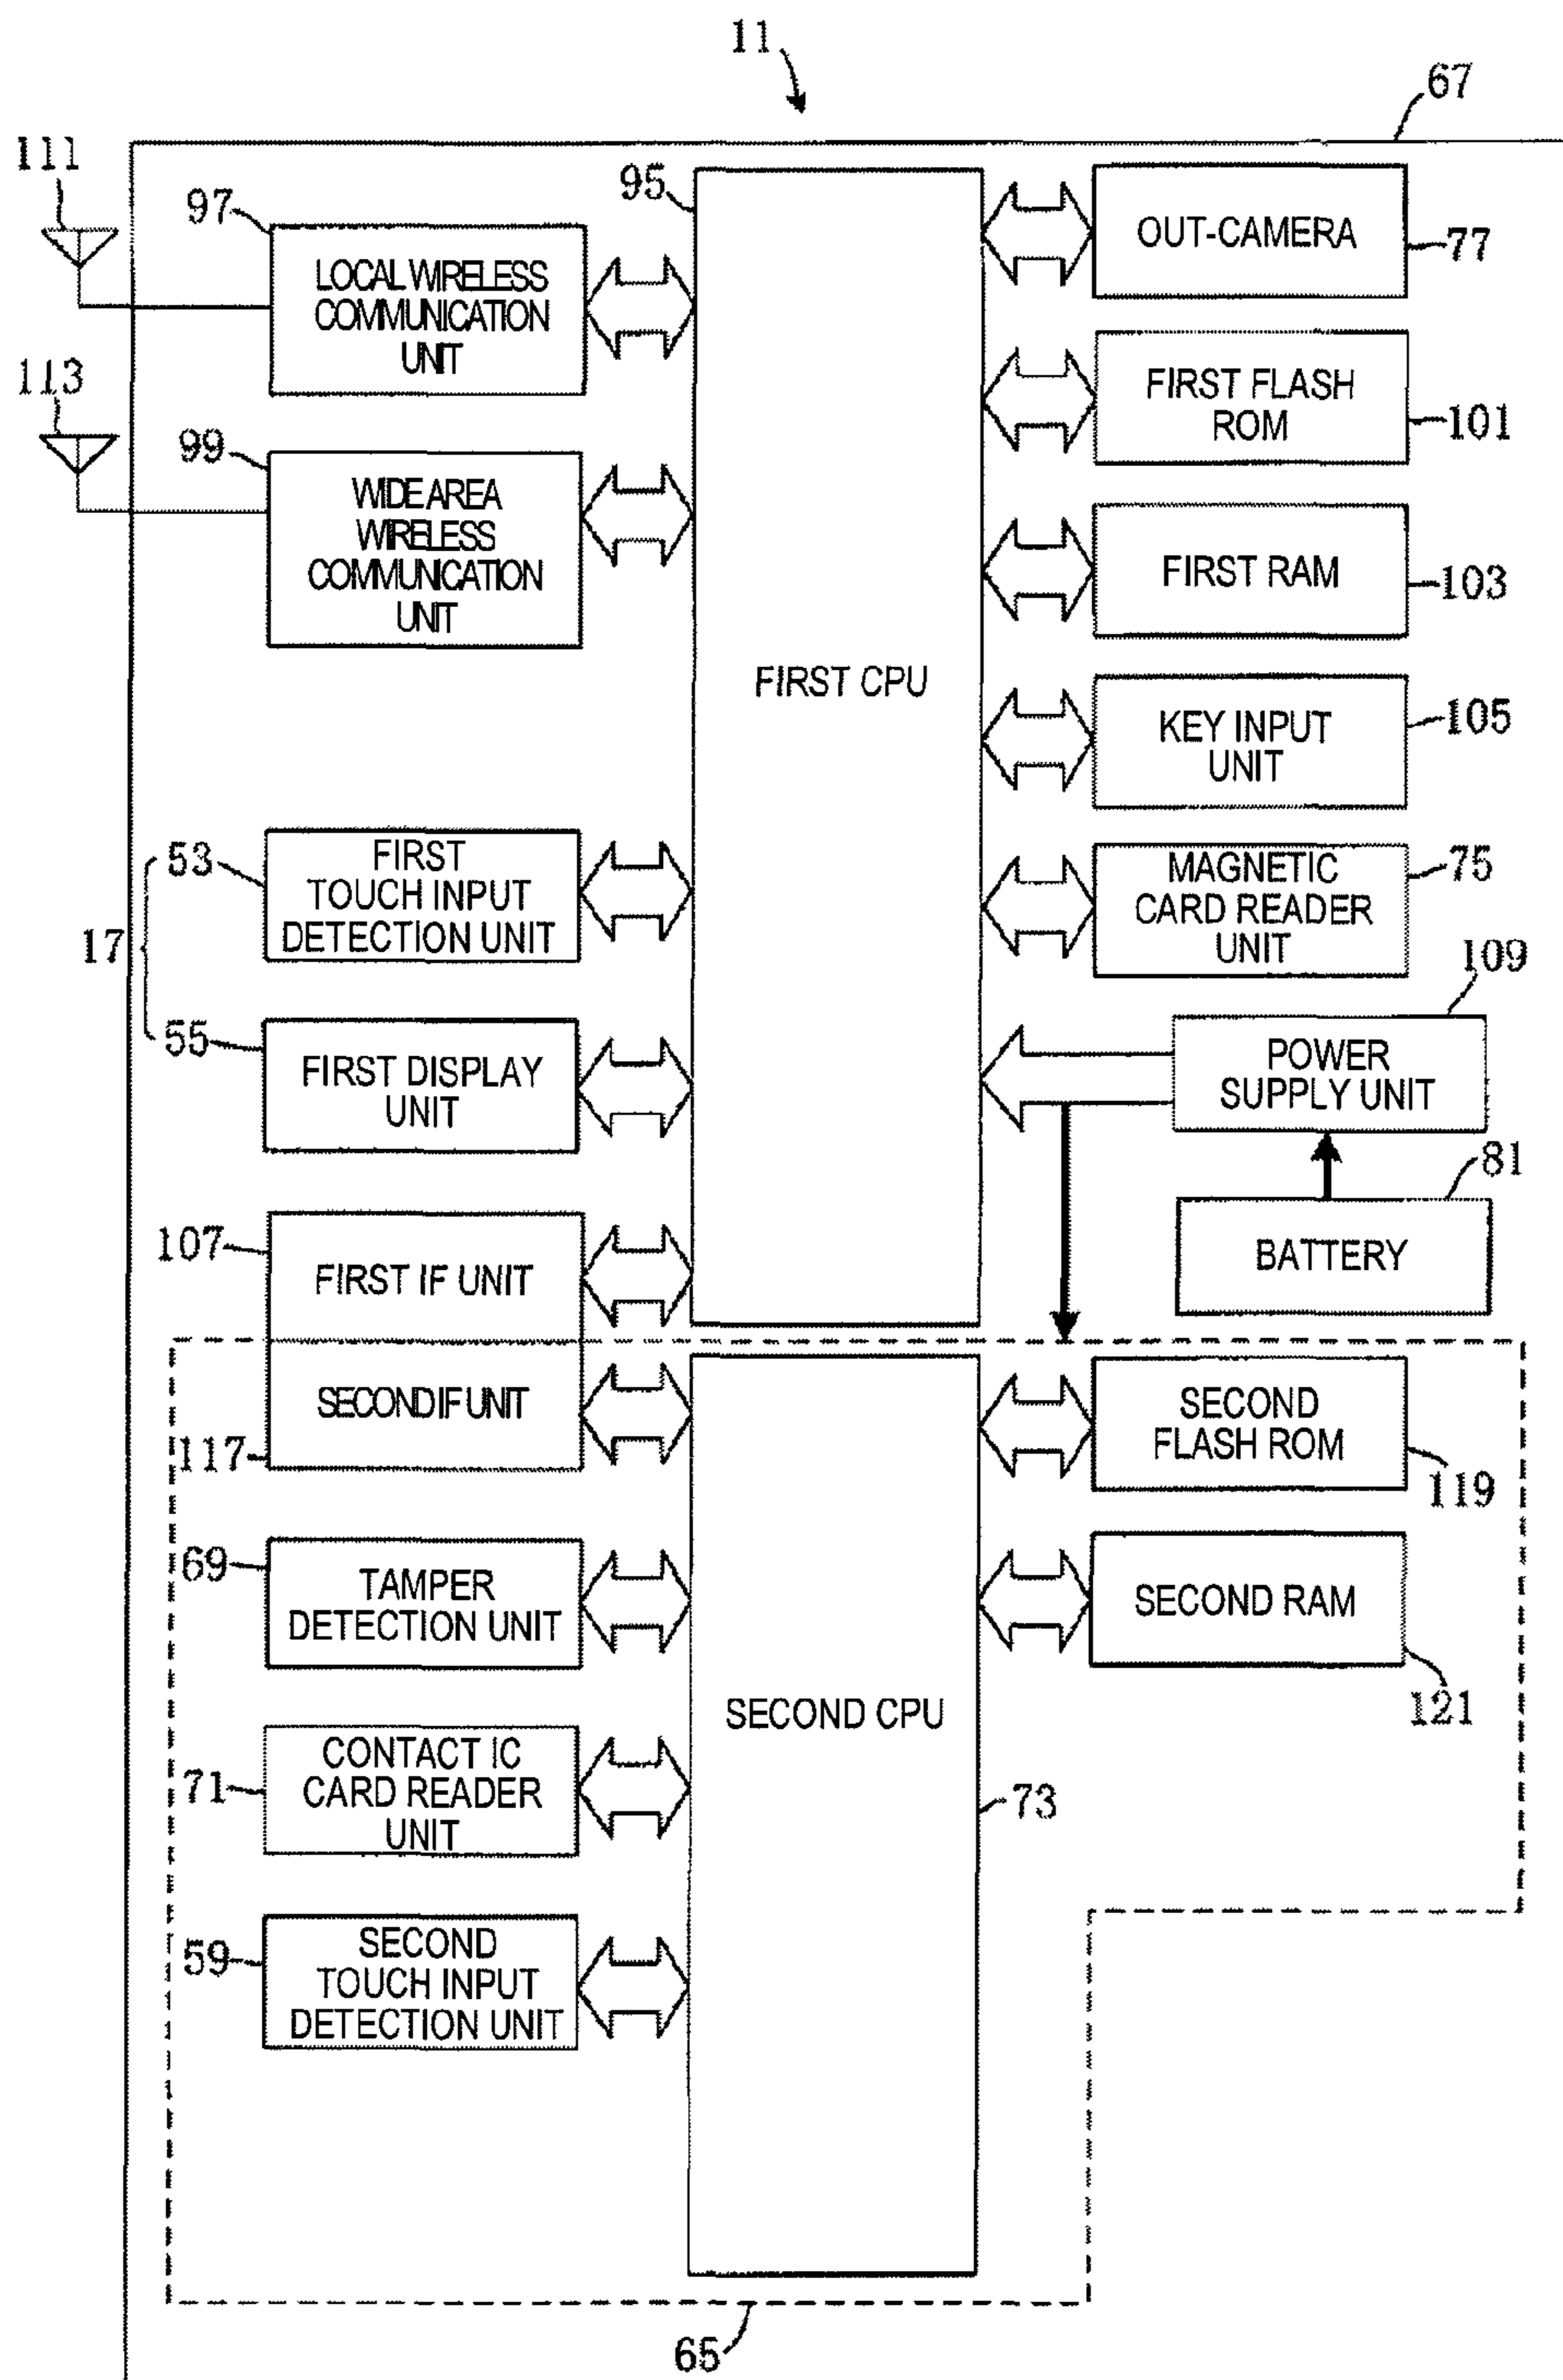 11
67
111
97
LOCAL WIRELESS
COMMUNICATION
UNIT
95
OUT-CAMERA
77
113
99
WIDE AREA
WIRELESS
COMMUNICATION
UNIT
FIRST FLASH
ROM
101
FIRST RAM
103
FIRST CPU
KEY INPUT
UNIT
105
17
53
FIRST
TOUCH INPUT
DETECTION UNIT
MAGNETIC
CARD READER
UNIT
75
55
FIRST DISPLAY
UNIT
109
POWER
SUPPLY UNIT
81
BATTERY
107
FIRST IF UNIT
SECOND IF UNIT
117
SECOND
FLASH ROM
119
69
TAMPER
DETECTION UNIT
SECOND RAM
121
SECOND CPU
73
71
CONTACT IC
CARD READER
UNIT
59
SECOND
TOUCH INPUT
DETECTION UNIT
65